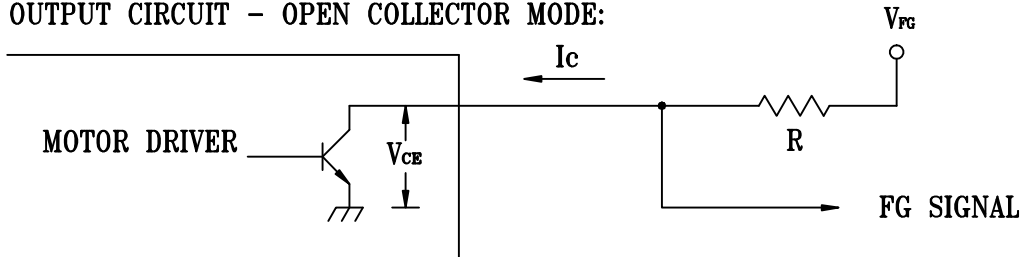 OUTPUT CIRCUIT – OPEN COLLECTOR MODE:
VFG
Ic
MOTOR DRIVER
VCE
R
FG SIGNAL